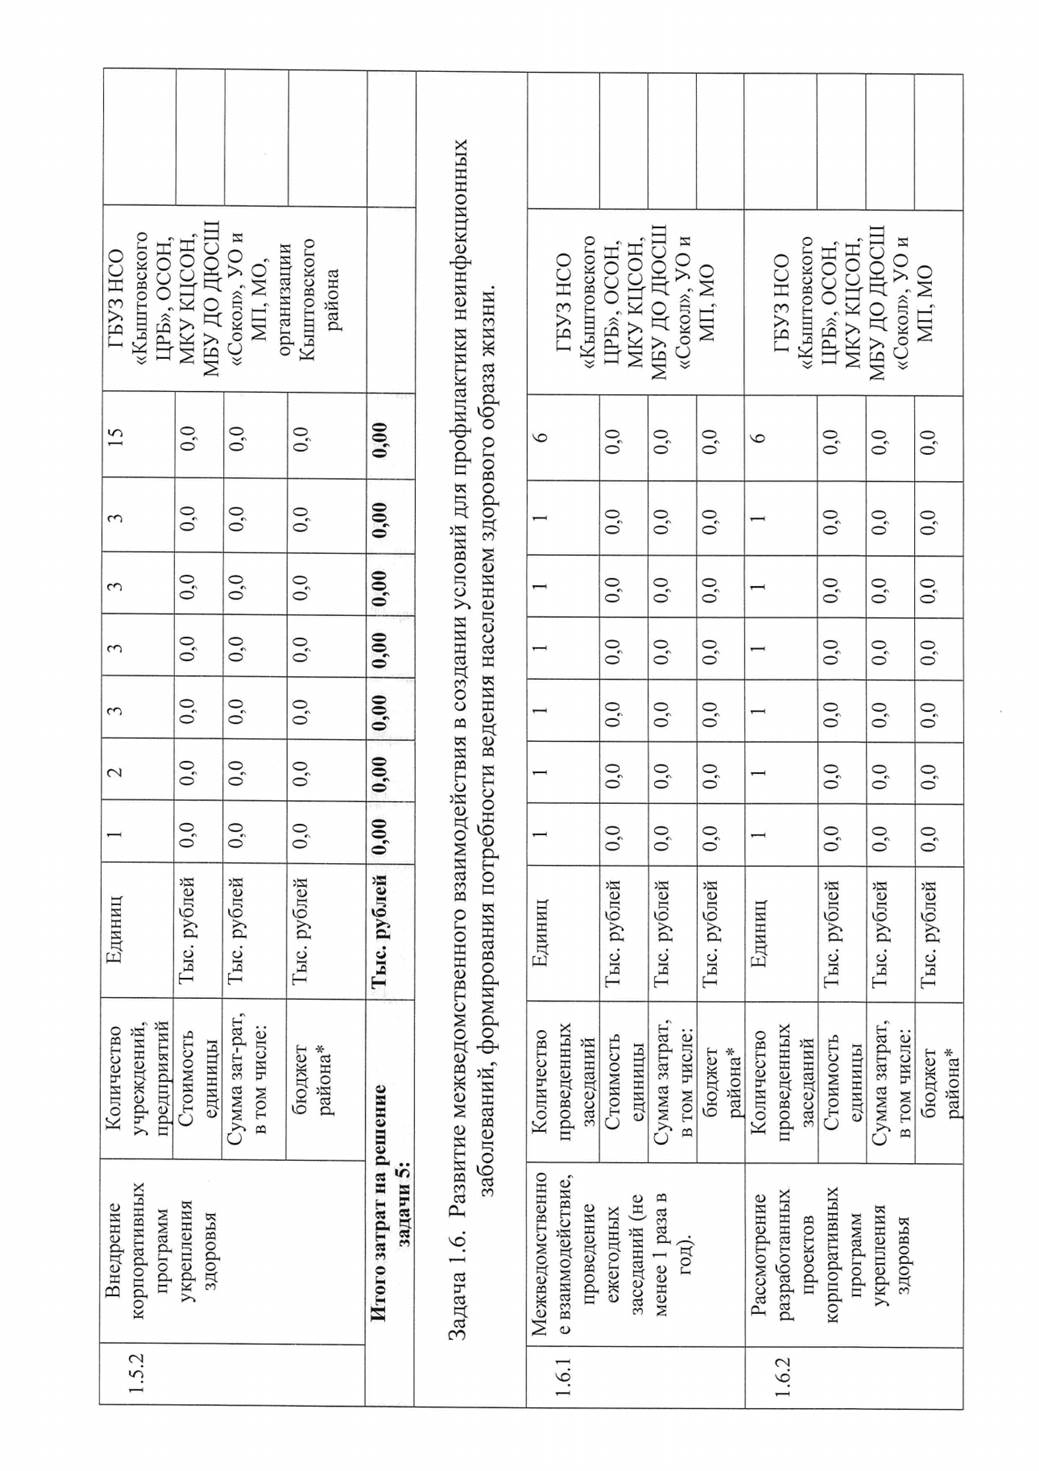 1.5.2
Внедрение
корпоративных
программ
укрепления
здоровья
Количество
учреждений,
предприятий
Единиц
1
2
3
3
3
3
15
ГБУЗ НСО
«Кыштовского
ЦРБ», ОСОН,
МКУ КЦСОН,
МБУ ДО ДЮСШ
«Сокол», УО и
МП, МО,
организации
Кыштовского
района
Стоимость
единицы
Тыс. рублей
0,0
0,0
0,0
0,0
0,0
0,0
0,0
Сумма зат-рат,
в том числе:
Тыс. рублей
0,0
0,0
0,0
0,0
0,0
0,0
0,0
бюджет
района*
Тыс. рублей
0,0
0,0
0,0
0,0
0,0
0,0
0,0
Итого затрат на решение
задачи 5:
Тыс. рублей
0,00
0,00
0,00
0,00
0,00
0,00
0,00
Задача 1.6. Развитие межведомственного взаимодействия в создании условий для профилактики неинфекционных
заболеваний, формирования потребности ведения населением здорового образа жизни.
1.6.1
Межведомственно
е взаимодействие,
проведение
ежегодных
заседаний (не
менее 1 раза в
год).
Количество
проведенных
заседаний
Единиц
1
1
1
1
1
1
6
ГБУЗ НСО
«Кыштовского
ЦРБ», ОСОН,
МКУ КЦСОН,
МБУ ДО ДЮСШ
«Сокол», УО и
МП, МО
Стоимость
единицы
Тыс. рублей
0,0
0,0
0,0
0,0
0,0
0,0
0,0
Сумма затрат,
в том числе:
Тыс. рублей
0,0
0,0
0,0
0,0
0,0
0,0
0,0
бюджет
района*
Тыс. рублей
0,0
0,0
0,0
0,0
0,0
0,0
0,0
1.6.2
Рассмотрение
разработанных
проектов
корпоративных
программ
укрепления
здоровья
Количество
проведенных
заседаний
Единиц
1
1
1
1
1
1
6
ГБУЗ НСО
«Кыштовского
ЦРБ», ОСОН,
МКУ КЦСОН,
МБУ ДО ДЮСШ
«Сокол», УО и
МП, МО
Стоимость
единицы
Тыс. рублей
0,0
0,0
0,0
0,0
0,0
0,0
0,0
Сумма затрат,
в том числе:
Тыс. рублей
0,0
0,0
0,0
0,0
0,0
0,0
0,0
бюджет
района*
Тыс. рублей
0,0
0,0
0,0
0,0
0,0
0,0
0,0